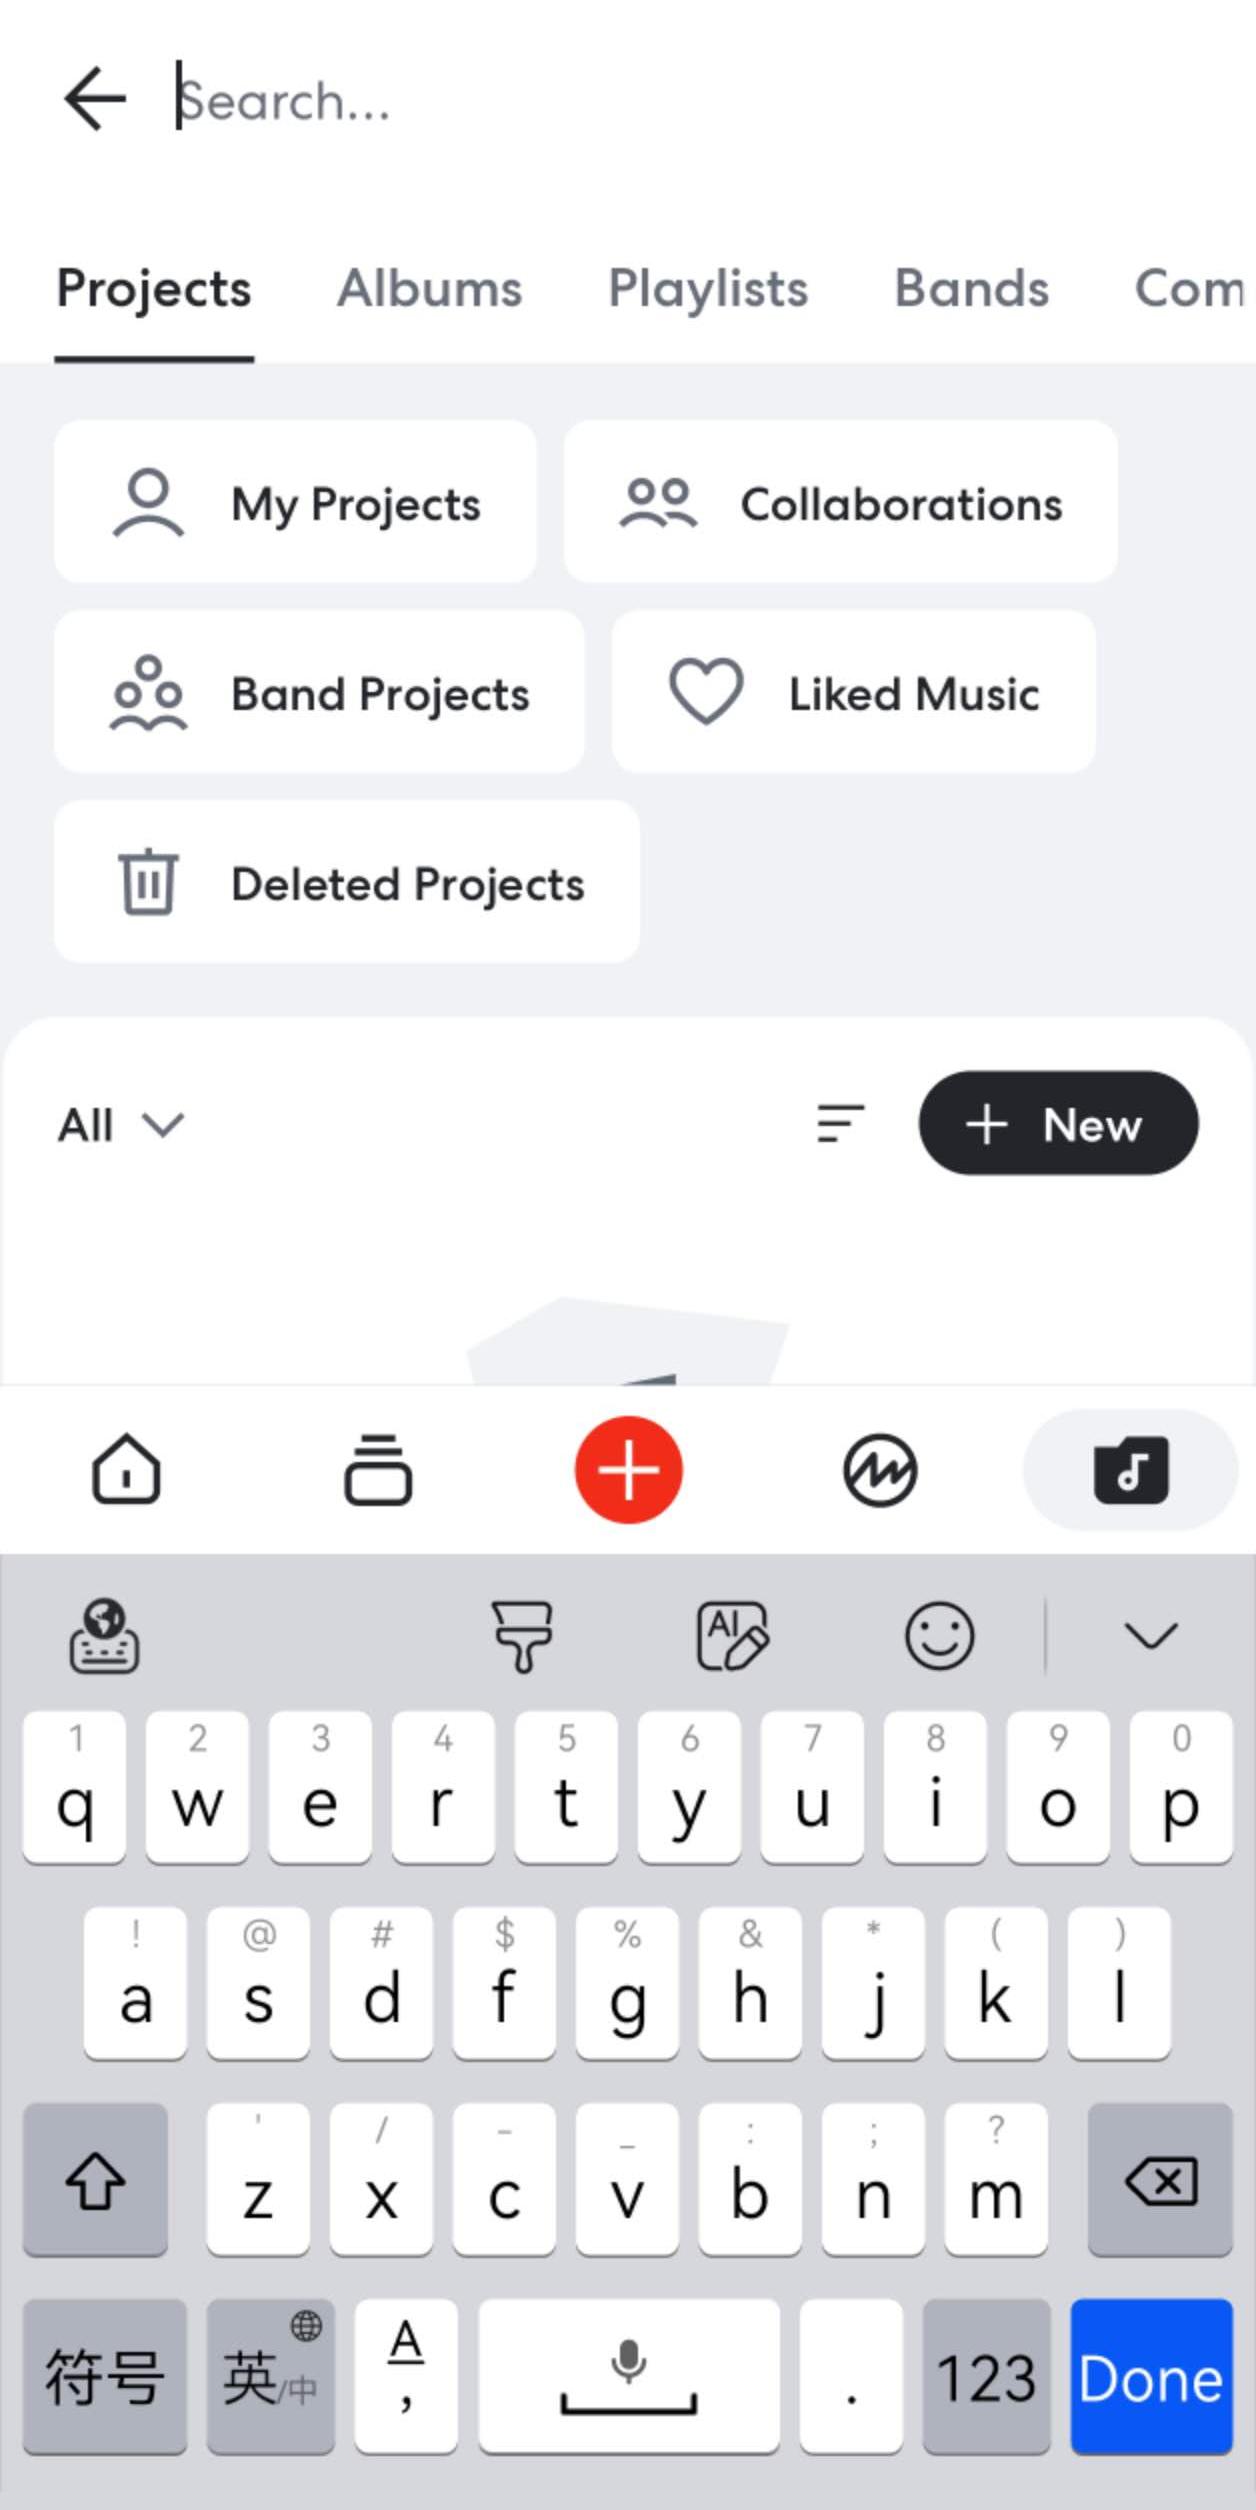 Search...
Projects Albums Playlists Bands Com
My Projects Collaborations
Band Projects Liked Music
Deleted Projects
All New
AI
1 2 3 4 5 6 7 8 9 0
q w e r t y u i o p
! @ # $ % & * ( )
a s d f g h j k l
' / - _ : ; ?
z x c v b n m
符号 英/中 A , . 123 Done